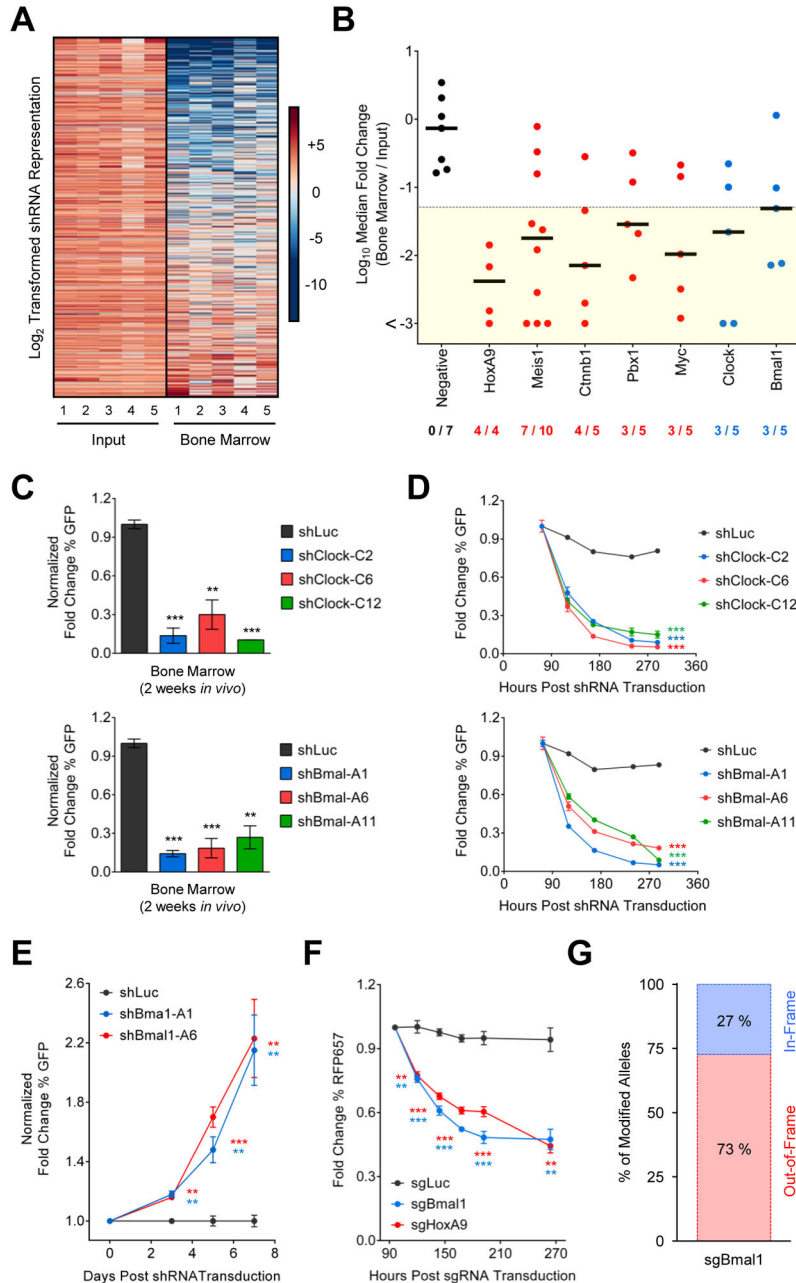 A
Log2 Transformed shRNA Representation
+5
0
-5
-10
1 2 3 4 5 1 2 3 4 5
Input Bone Marrow
B
Log10 Median Fold Change
(Bone Marrow / Input)
1
0
-1
-2
< -3
Negative
HoxA9
Meis1
Ctnnb1
Pbx1
Myc
Clock
Bmal1
0 / 7 4 / 4 7 / 10 4 / 5 3 / 5 3 / 5 3 / 5 3 / 5
C
Normalized
Fold Change % GFP
1.2
0.9
0.6
0.3
0.0
***
**
***
shLuc
shClock-C2
shClock-C6
shClock-C12
Bone Marrow
(2 weeks in vivo)
Normalized
Fold Change % GFP
1.2
0.9
0.6
0.3
0.0
***
***
**
shLuc
shBmal-A1
shBmal-A6
shBmal-A11
Bone Marrow
(2 weeks in vivo)
D
Normalized
Fold Change % GFP
1.2
0.9
0.6
0.3
0.0
shLuc
shClock-C2
shClock-C6
shClock-C12
***
***
***
0 90 180 270 360
Hours Post shRNA Transduction
Normalized
Fold Change % GFP
1.2
0.9
0.6
0.3
0.0
shLuc
shBmal-A1
shBmal-A6
shBmal-A11
***
***
***
0 90 180 270 360
Hours Post shRNA Transduction
E
Normalized
Fold Change % GFP
2.6
2.2
1.8
1.4
1.0
shLuc
shBma1-A1
shBmal1-A6
**
**
***
**
**
**
0 2 4 6 8
Days Post shRNATransduction
F
Fold Change % RFP657
1.2
0.9
0.6
0.3
0.0
**
**
***
***
***
***
***
***
**
**
sgLuc
sgBmal1
sgHoxA9
90 150 210 270
Hours Post sgRNA Transduction
G
% of Modified Alleles
100
75
50
25
0
27 %
73 %
In-Frame
Out-of-Frame
sgBmal1